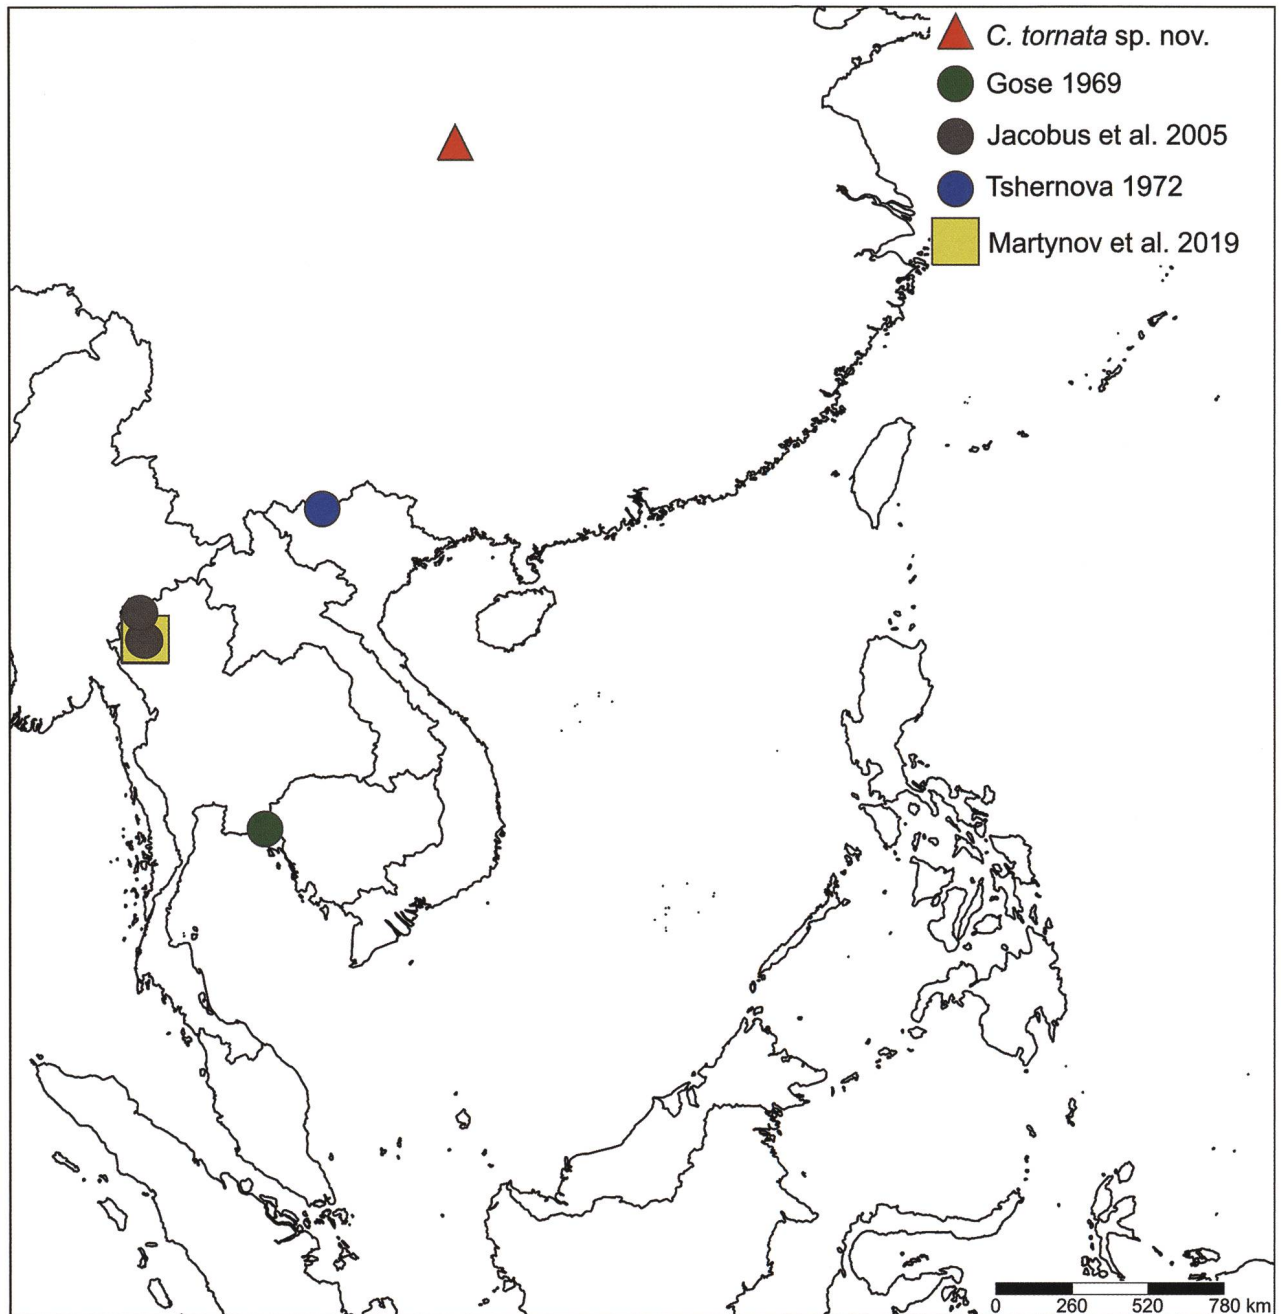 C. tornata sp. nov.
Gose 1969
Jacobus et al. 2005
Tshernova 1972
Martynov et al. 2019
0 260 520 780 km